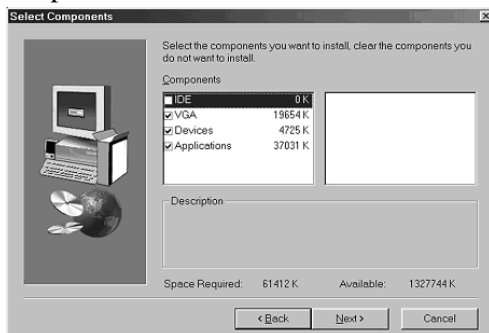 Select Components
Select the components you want to install, clear the components you
do not want to install.
Components
IDE 0 K
VGA 19654 K
Devices 4725 K
Applications 37031 K
Description
Space Required: 61412 K Available: 1327744 K
< Back Next > Cancel